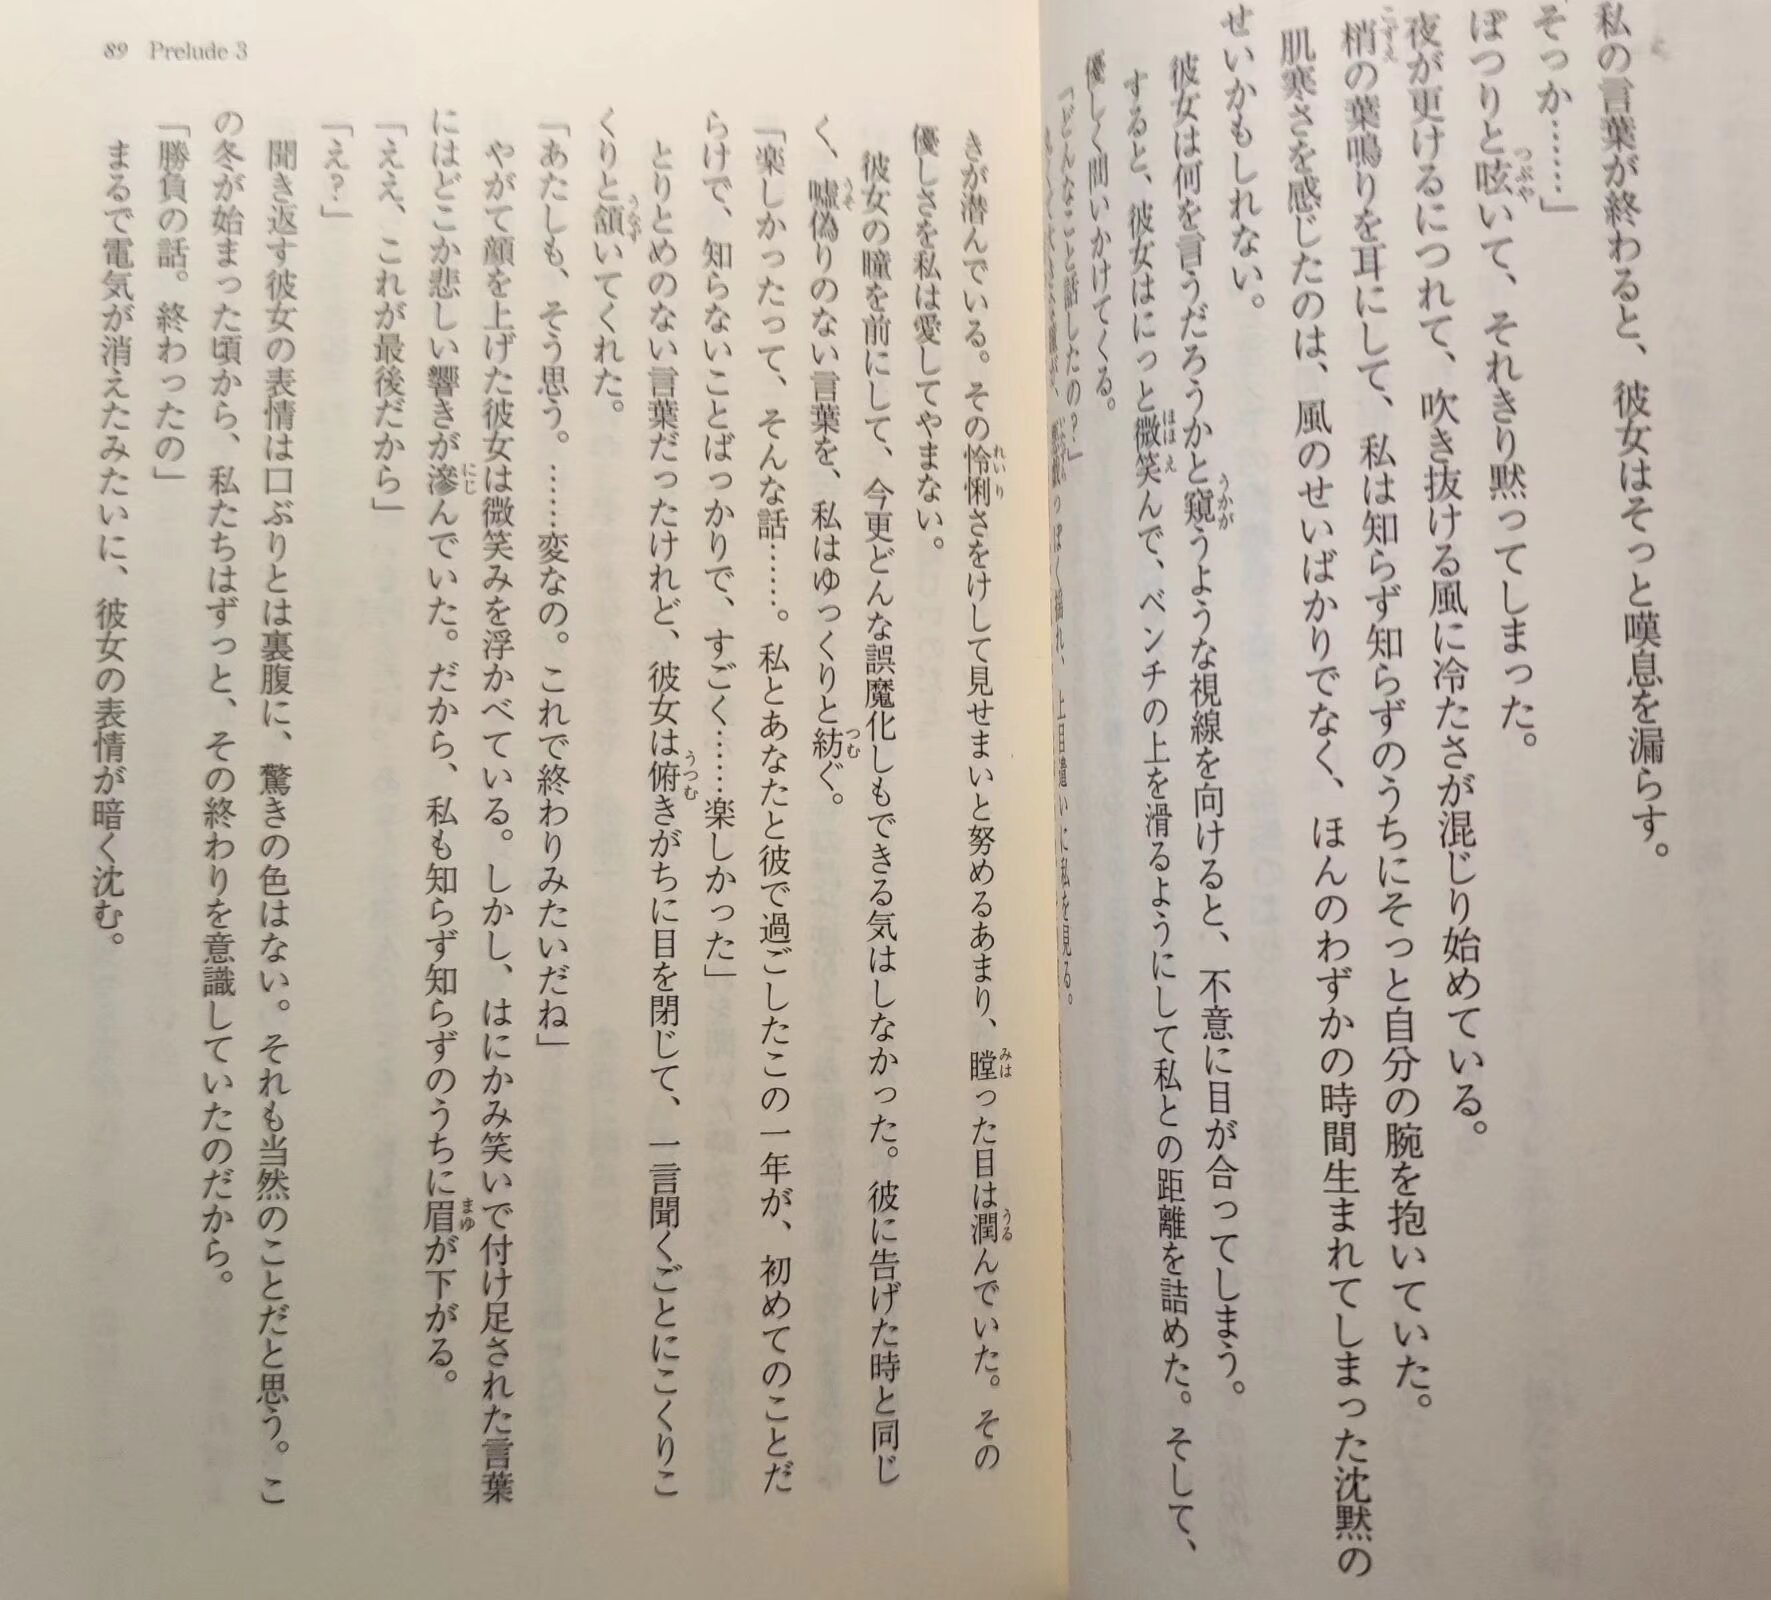 私の言葉が終わると、彼女はそっと嘆息を漏らす。
「そっか……」
ぽつりと呟いて、それきり黙ってしまった。
夜が更けるにつれて、吹き抜ける風に冷たさが混じり始めている。
梢の葉鳴りを耳にして、私は知らず知らずのうちにそっと自分の腕を抱いていた。
肌寒さを感じたのは、風のせいばかりでなく、ほんのわずかの時間生まれてしまった沈黙の
せいかもしれない。
彼女は何を言うだろうかと窺うような視線を向けると、不意に目が合ってしまう。
すると、彼女はにっと微笑んで、ベンチの上を滑るようにして私との距離を詰めた。そして、
優しく問いかけてくる。
「どんなこと話したの？」
っぽく揺れ、上目遣いに私を見る。
きが潜んでいる。その怜悧さをけして見せまいと努めるあまり、瞠った目は潤んでいた。その
優しさを私は愛してやまない。
彼女の瞳を前にして、今更どんな誤魔化しもできる気はしなかった。彼に告げた時と同じ
く、嘘偽りのない言葉を、私はゆっくりと紡ぐ。
「楽しかったって、そんな話……。私とあなたと彼で過ごしたこの一年が、初めてのことだ
らけで、知らないことばっかりで、すごく……楽しかった」
とりとめのない言葉だったけれど、彼女は俯きがちに目を閉じて、一言聞くごとにこくりこ
くりと頷いてくれた。
「あたしも、そう思う。……変なの。これで終わりみたいだね」
やがて顔を上げた彼女は微笑みを浮かべている。しかし、はにかみ笑いで付け足された言葉
にはどこか悲しい響きが滲んでいた。だから、私も知らず知らずのうちに眉が下がる。
「ええ、これが最後だから」
「え？」
聞き返す彼女の表情は口ぶりとは裏腹に、驚きの色はない。それも当然のことだと思う。こ
の冬が始まった頃から、私たちはずっと、その終わりを意識していたのだから。
「勝負の話。終わったの」
まるで電気が消えたみたいに、彼女の表情が暗く沈む。
89 Prelude 3